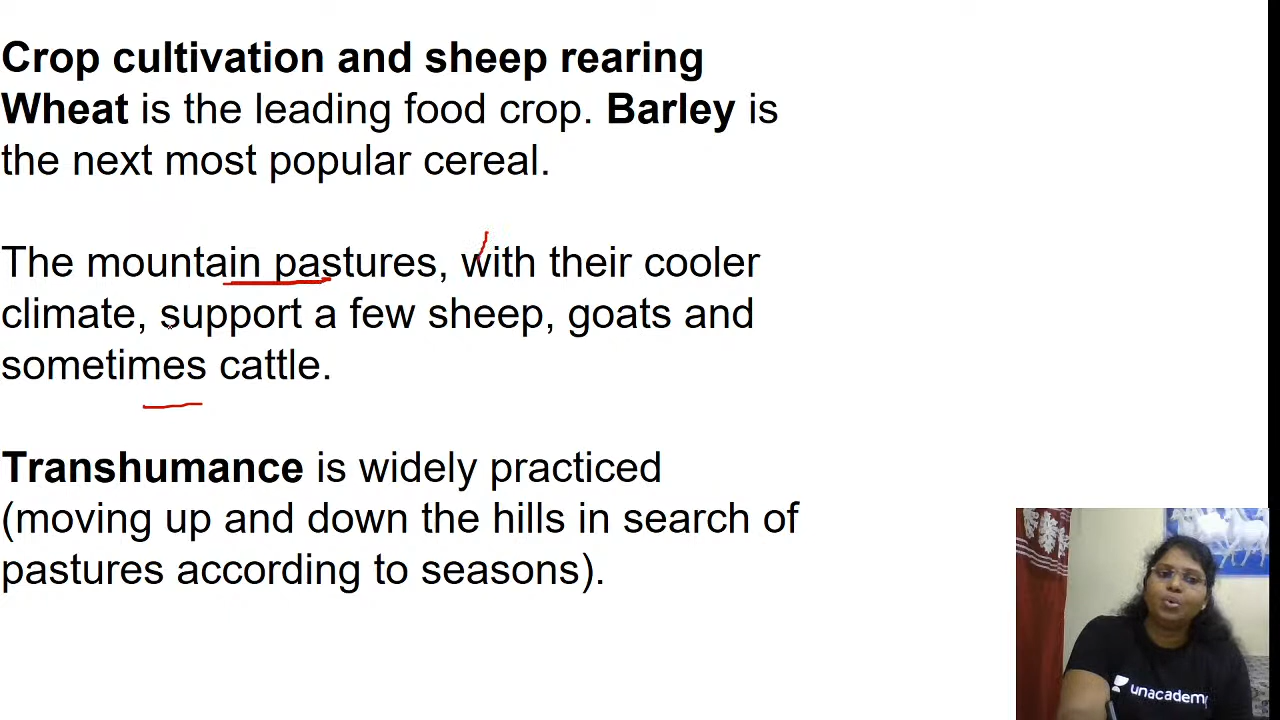 Crop cultivation and sheep rearing
Wheat is the leading food crop. Barley is
the next most popular cereal.
The mountain pastures, with their cooler
climate, support a few sheep, goats and
sometimes cattle.
Transhumance is widely practiced
(moving up and down the hills in search of
pastures according to seasons).
unacademy